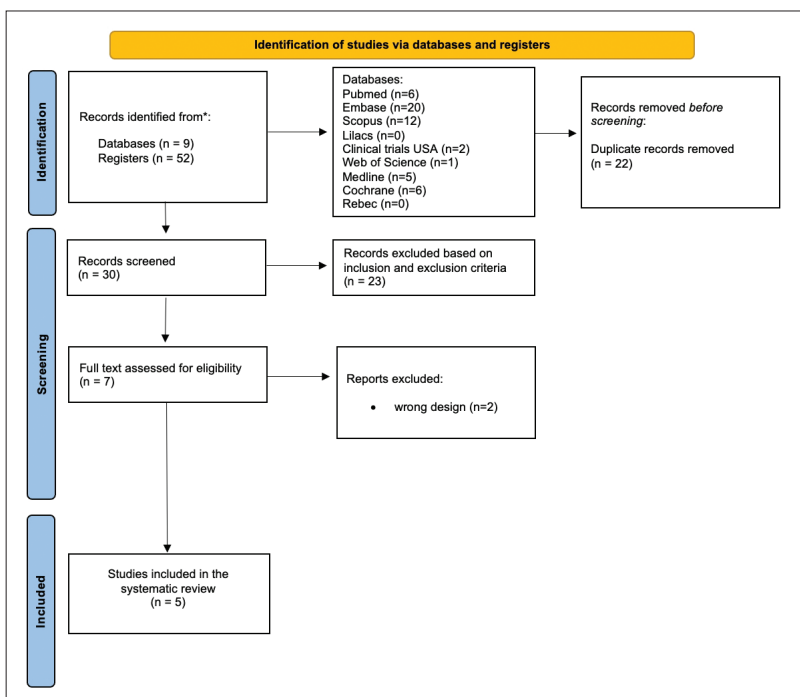 Identification of studies via databases and registers
Identification
Records identified from*:
Databases (n = 9)
Registers (n = 52)
Databases:
Pubmed (n=6)
Embase (n=20)
Scopus (n=12)
Lilacs (n=0)
Clinical trials USA (n=2)
Web of Science (n=1)
Medline (n=5)
Cochrane (n=6)
Rebec (n=0)
Records removed before
screening:
Duplicate records removed
(n = 22)
Screening
Records screened
(n = 30)
Records excluded based on
inclusion and exclusion criteria
(n = 23)
Full text assessed for eligibility
(n = 7)
Reports excluded:
• wrong design (n=2)
Included
Studies included in the
systematic review
(n = 5)